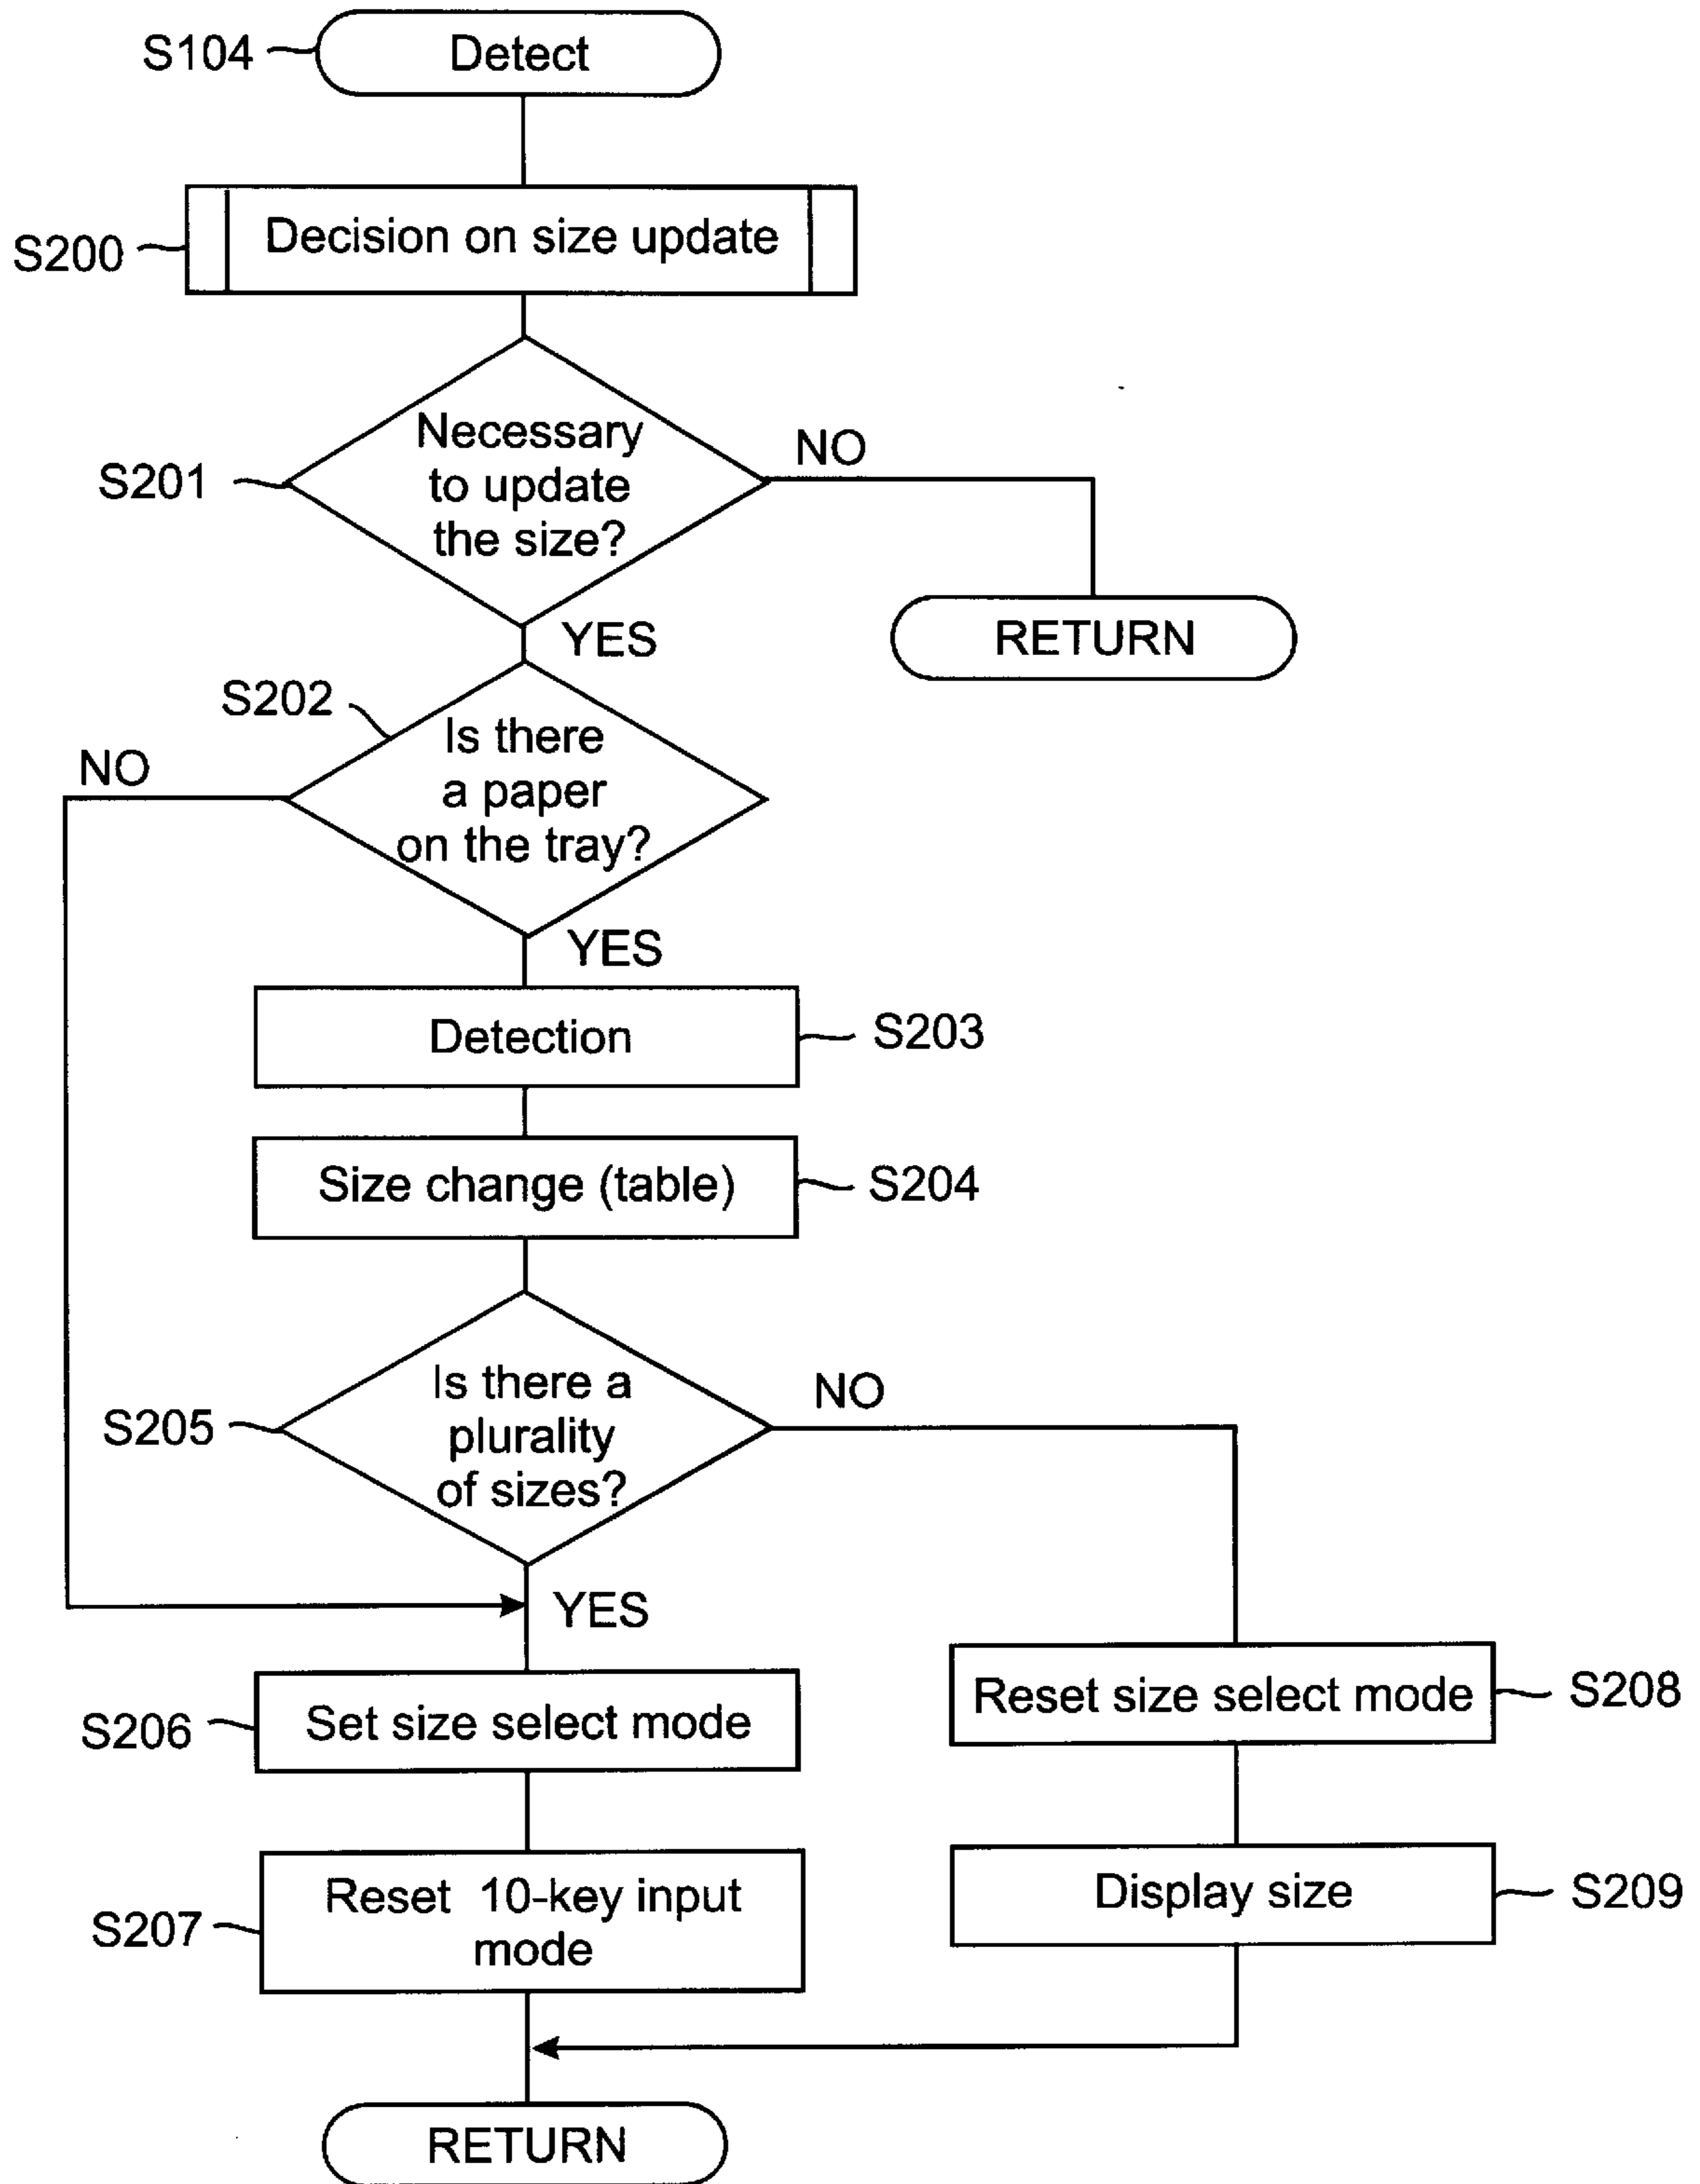 S104
Detect
S200
Decision on size update
S201
Necessary
to update
the size?
NO
RETURN
YES
S202
Is there
a paper
on the tray?
NO
YES
Detection
S203
Size change (table)
S204
S205
Is there a
plurality
of sizes?
NO
YES
S206
Set size select mode
Reset size select mode
S208
S207
Reset 10-key input
mode
Display size
S209
RETURN